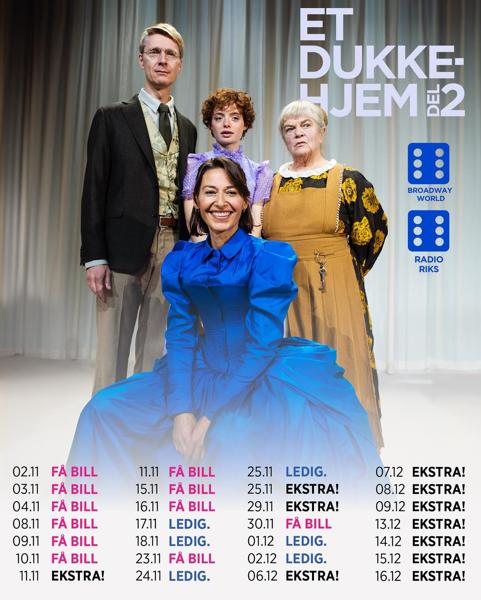 ET
DUKKE-
HJEM DEL 2
BROADWAY
WORLD
RADIO
RIKS
02.11 FÅ BILL
03.11 FÅ BILL
04.11 FÅ BILL
08.11 FÅ BILL
09.11 FÅ BILL
10.11 FÅ BILL
11.11 EKSTRA!
11.11 FÅ BILL
15.11 FÅ BILL
16.11 FÅ BILL
17.11 LEDIG.
18.11 LEDIG.
23.11 FÅ BILL
24.11 LEDIG.
25.11 LEDIG.
25.11 EKSTRA!
29.11 EKSTRA!
30.11 FÅ BILL
01.12 LEDIG.
02.12 LEDIG.
06.12 EKSTRA!
07.12 EKSTRA!
08.12 EKSTRA!
09.12 EKSTRA!
13.12 EKSTRA!
14.12 EKSTRA!
15.12 EKSTRA!
16.12 EKSTRA!